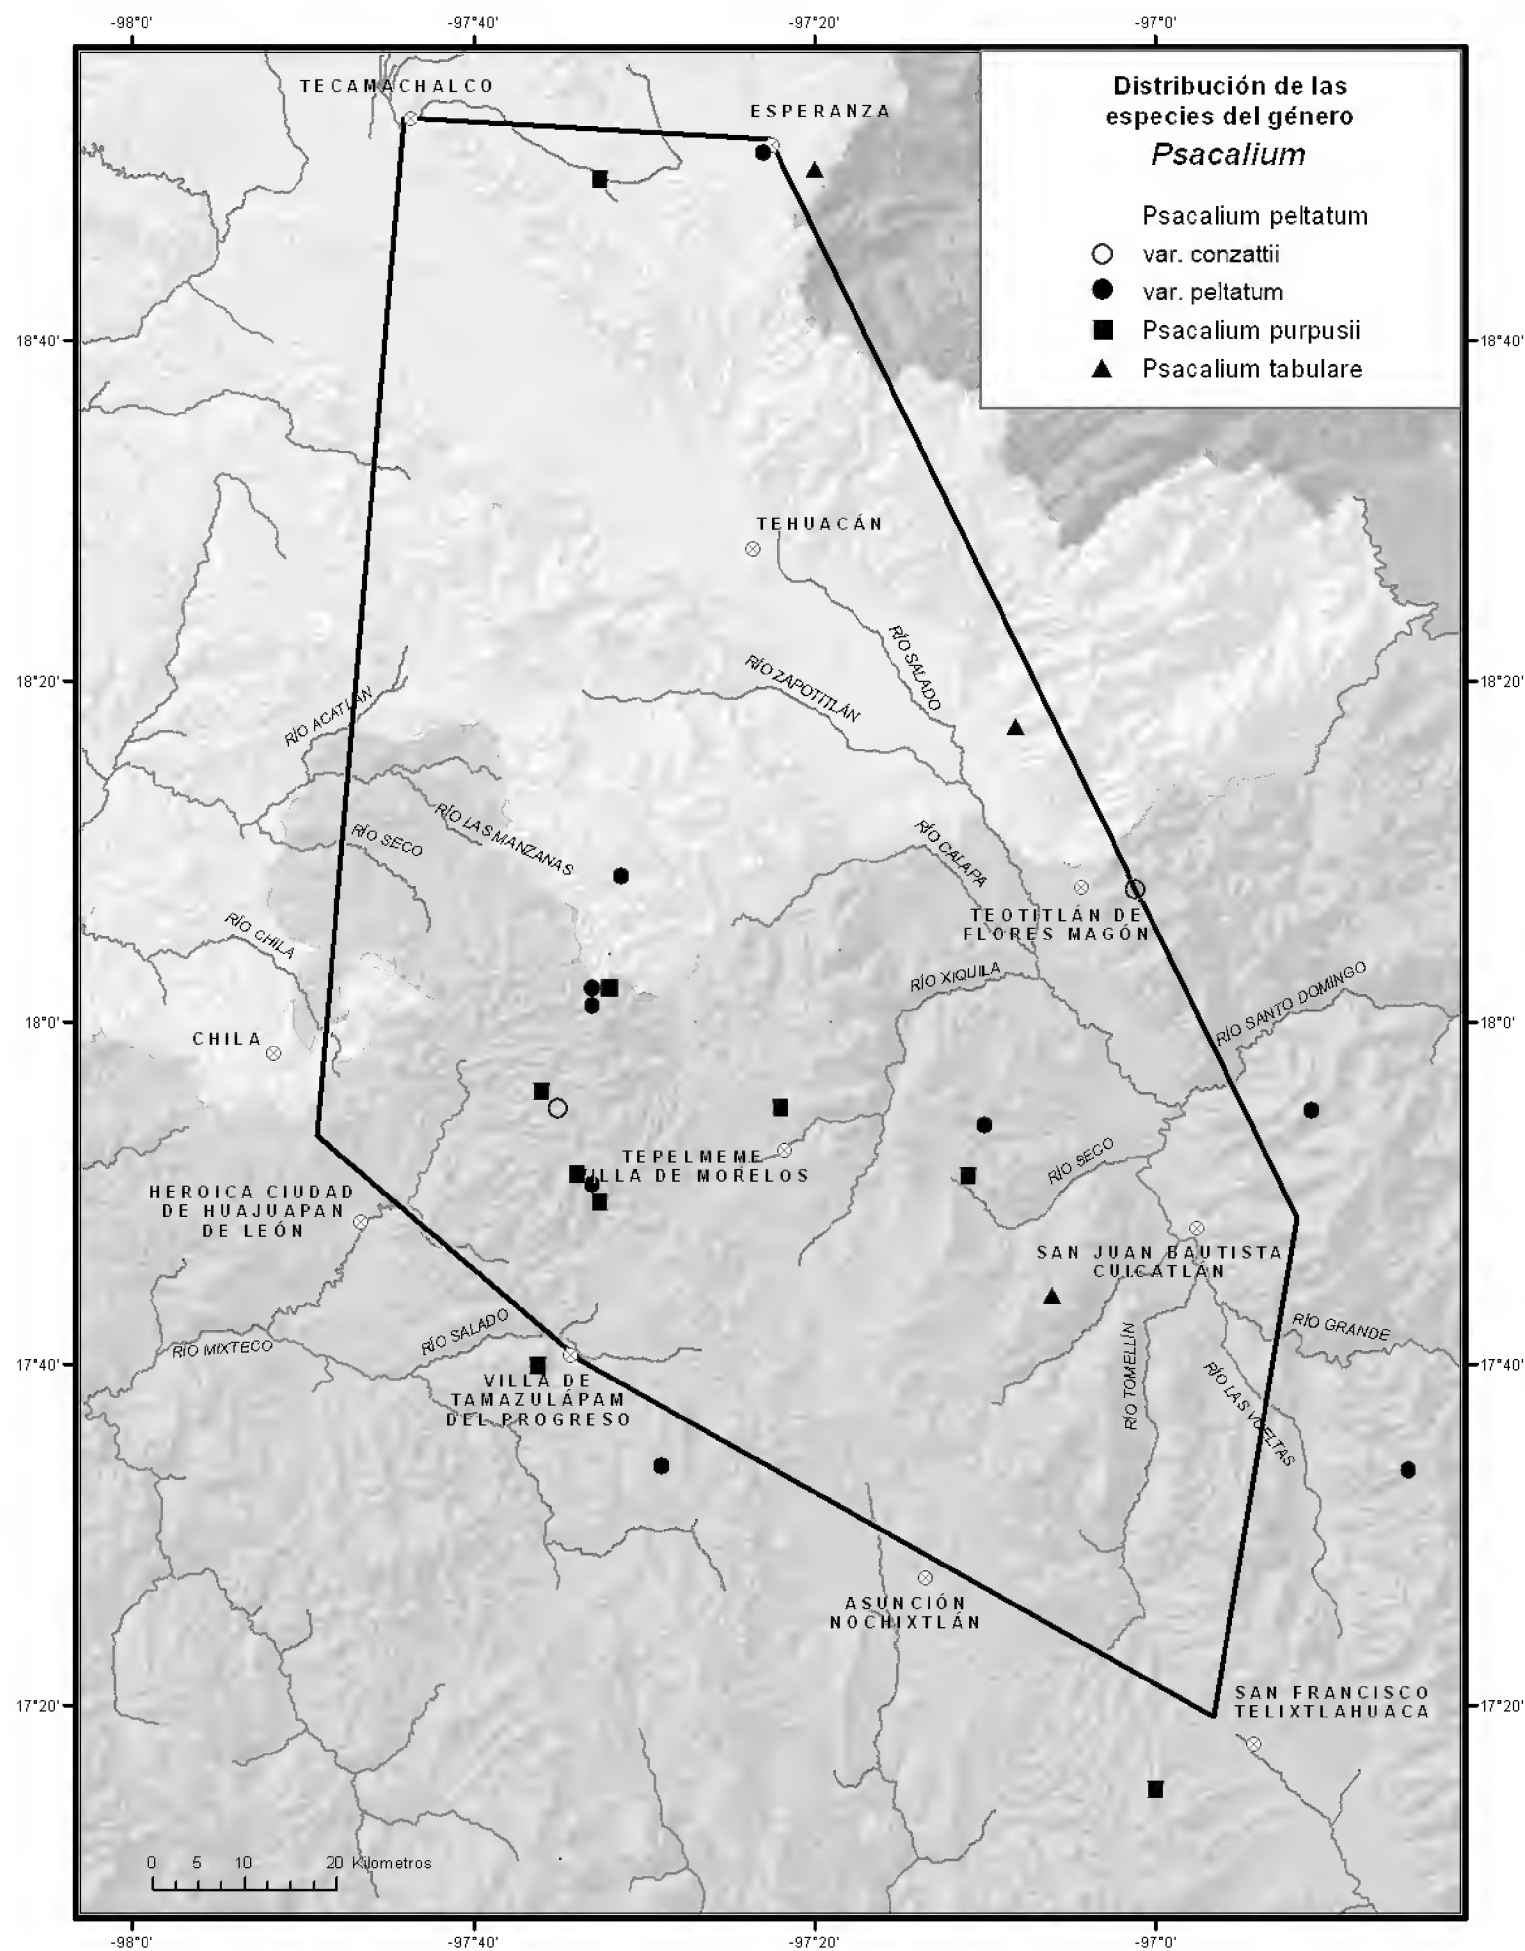 -98°0'
-97°40'
-97°20'
-97°0'
TECAMACHALCO
ESPERANZA
Distribución de las
especies del género
Psacalium
Psacalium peltatum
var. conzattii
var. peltatum
Psacalium purpusii
Psacalium tabulare
18°40'
18°40'
TEHUACÁN
RÍO SALADO
RÍO ZAPOTITLÁN
18°20'
18°20'
RÍO ACATLÁN
RÍO LAS MANZANAS
RÍO SECO
RÍO CALAPA
TEOTITLÁN DE
FLORES MAGÓN
RÍO CHILA
RÍO XIQUILA
RÍO SANTO DOMINGO
18°0'
18°0'
CHILA
TEPELMEME
VILLA DE MORELOS
RÍO SECO
HEROICA CIUDAD
DE HUAJUAPAN
DE LEÓN
SAN JUAN BAUTISTA
CUICATLÁN
RÍO MIXTECO
RÍO SALADO
RÍO GRANDE
17°40'
17°40'
VILLA DE
TAMAZULÁPAM
DEL PROGRESO
RÍO TOMELLÍN
RÍO LAS VUELTAS
ASUNCIÓN
NOCHIXTLÁN
17°20'
17°20'
SAN FRANCISCO
TELIXTLAHUACA
0 5 10 20 Kilometros
-98°0'
-97°40'
-97°20'
-97°0'